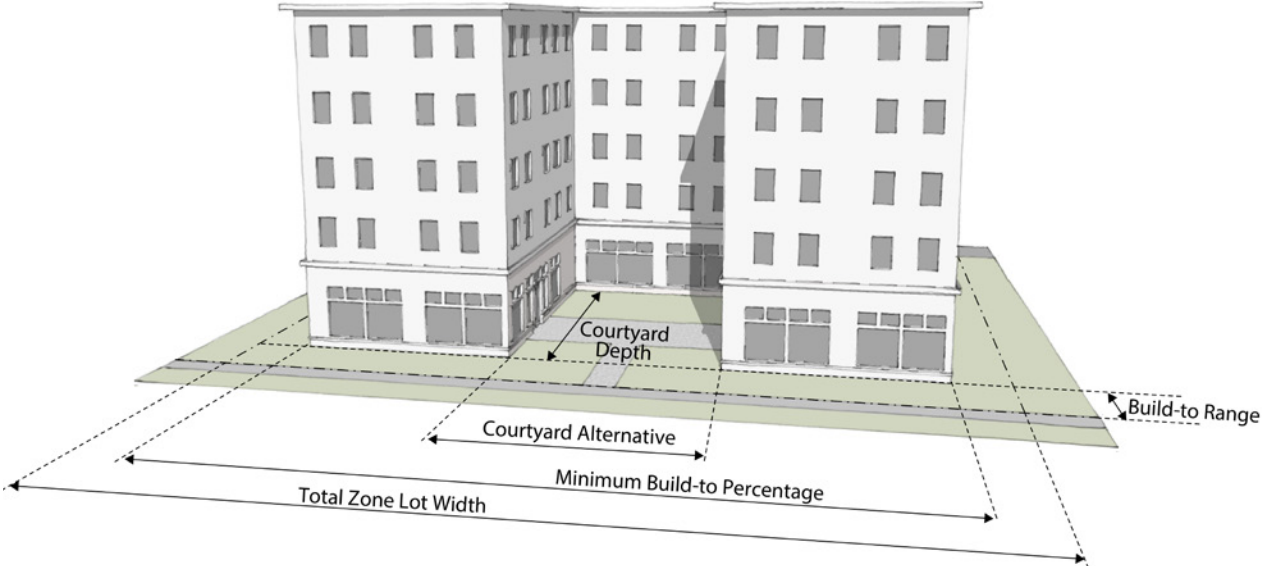 Courtyard
Depth
Build-to Range
Courtyard Alternative
Minimum Build-to Percentage
Total Zone Lot Width